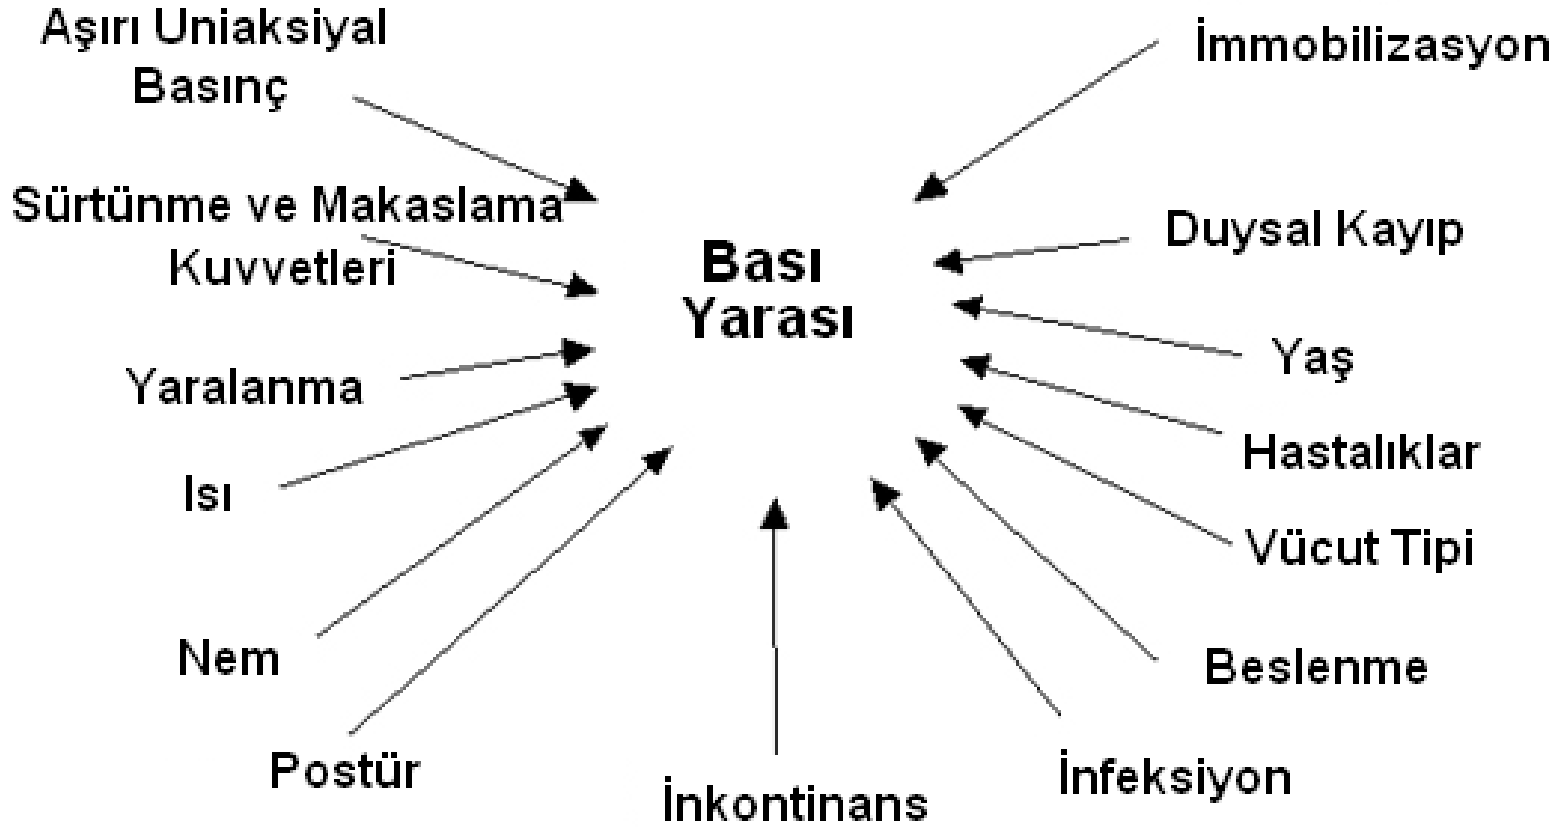 Aşırı Uniaksiyal
Basınç
Sürtünme ve Makaslama
Kuvvetleri
Yaralanma
Isı
Nem
Postür
İnkontinans
Bası
Yarası
İmmobilizasyon
Duysal Kayıp
Yaş
Hastalıklar
Vücut Tipi
Beslenme
İnfeksiyon